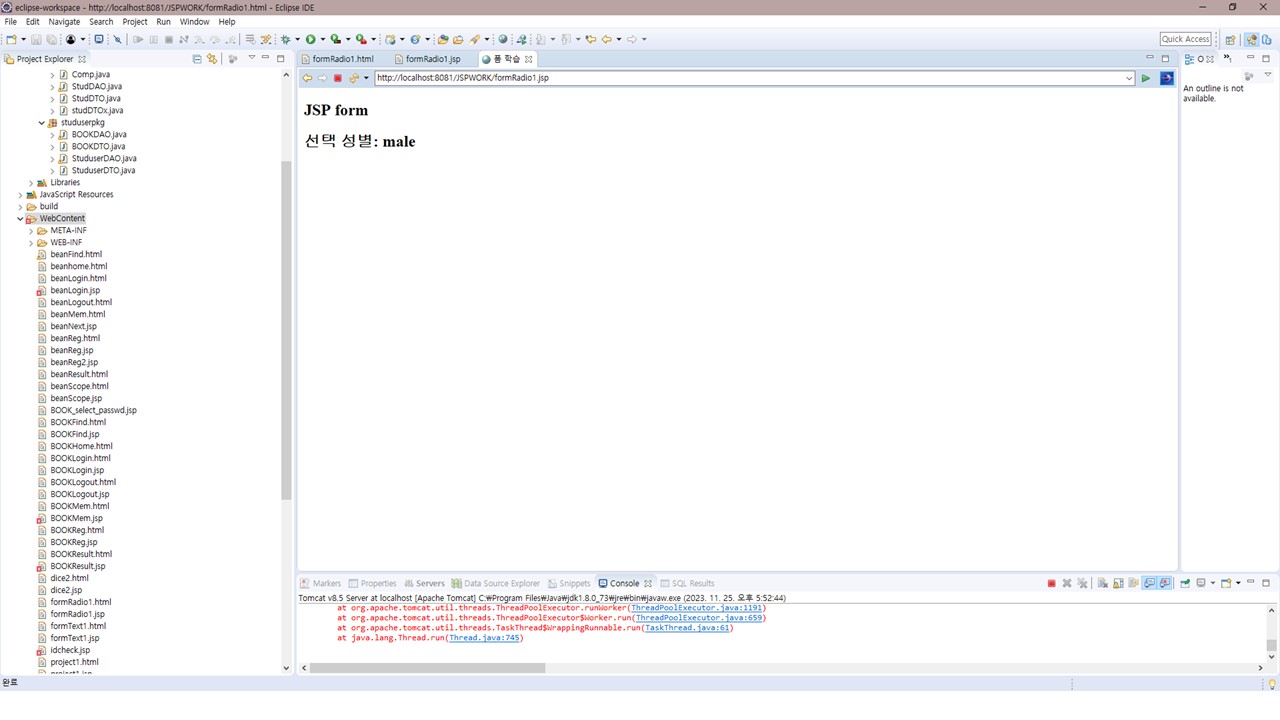 eclipse-workspace - http://localhost:8081/JSPWORK/formRadio1.html - Eclipse IDE
File Edit Navigate Search Project Run Window Help
Quick Access
Project Explorer
Comp.java
StudDAO.java
StudDTO.java
studDTOx.java
studuserpkg
BOOKDAO.java
BOOKDTO.java
StuduserDAO.java
StuduserDTO.java
Libraries
JavaScript Resources
build
WebContent
META-INF
WEB-INF
beanFind.html
beanhome.html
beanLogin.html
beanLogin.jsp
beanLogout.html
beanMem.html
beanNext.jsp
beanReg.html
beanReg.jsp
beanReg2.jsp
beanResult.html
beanScope.html
beanScope.jsp
BOOK_select_passwd.jsp
BOOKFind.html
BOOKFind.jsp
BOOKHome.html
BOOKLogin.html
BOOKLogin.jsp
BOOKLogout.html
BOOKLogout.jsp
BOOKMem.html
BOOKMem.jsp
BOOKReg.html
BOOKReg.jsp
BOOKResult.html
BOOKResult.jsp
dice2.html
dice2.jsp
formRadio1.html
formRadio1.jsp
formText1.html
formText1.jsp
idcheck.jsp
project1.html
project1.jsp
formRadio1.html formRadio1.jsp 폼 학습
http://localhost:8081/JSPWORK/formRadio1.jsp
JSP form
선택 성별: male
O
An outline is not
available.
Markers Properties Servers Data Source Explorer Snippets Console SQL Results
Tomcat v8.5 Server at localhost [Apache Tomcat] C:₩Program Files₩Java₩jdk1.8.0_73₩jre₩bin₩javaw.exe (2023. 11. 25. 오후 5:52:44)
at org.apache.tomcat.util.threads.ThreadPoolExecutor.runWorker(ThreadPoolExecutor.java:1191)
at org.apache.tomcat.util.threads.ThreadPoolExecutor$Worker.run(ThreadPoolExecutor.java:659)
at org.apache.tomcat.util.threads.TaskThread$WrappingRunnable.run(TaskThread.java:61)
at java.lang.Thread.run(Thread.java:745)
완료